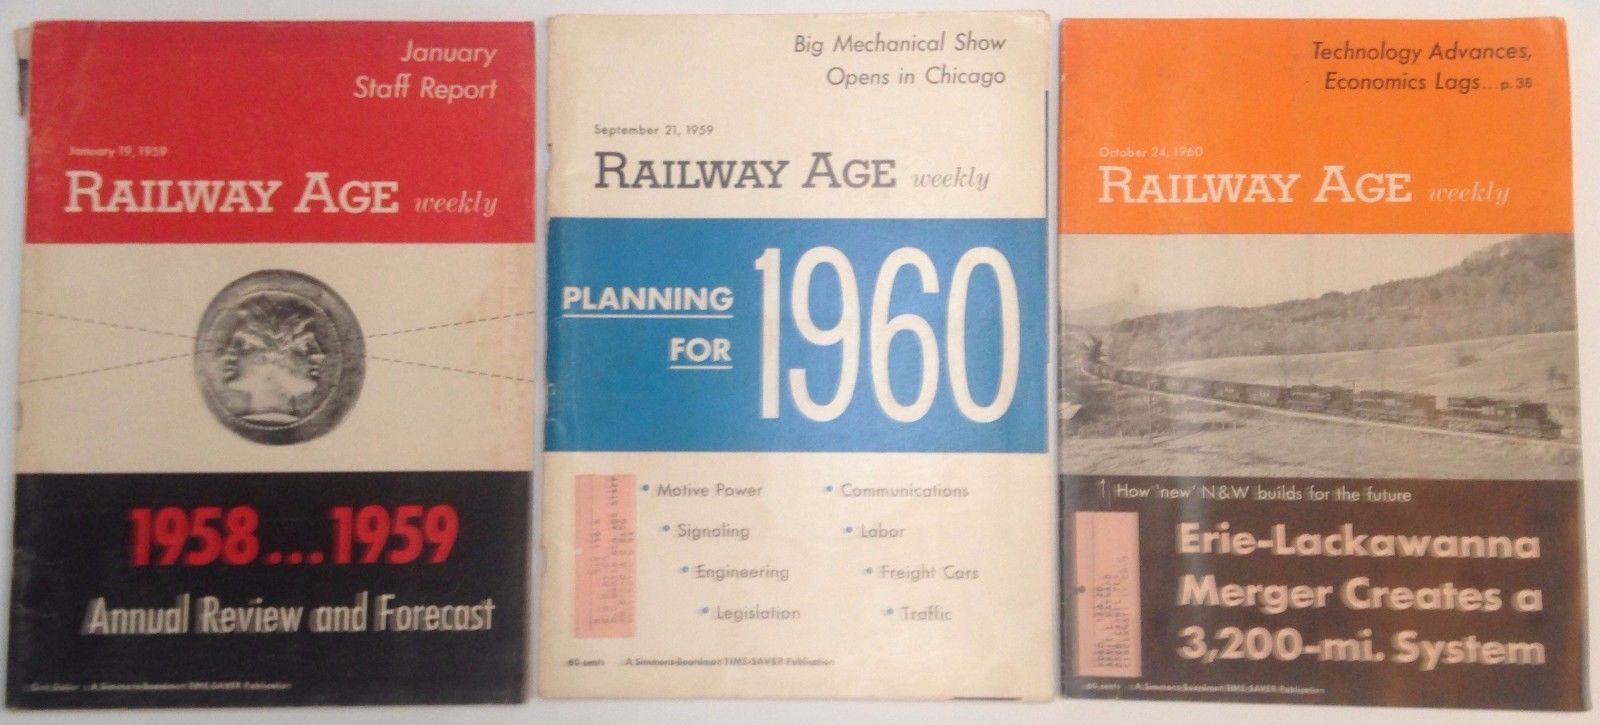 January
Staff Report
January 19, 1959
RAILWAY AGE weekly
1958...1959
Annual Review and Forecast
One Dollar A Simmons-Boardman TIME-SAVER Publication
Big Mechanical Show
Opens in Chicago
September 21, 1959
RAILWAY AGE weekly
PLANNING
FOR
1960
• Motive Power
• Signaling
• Engineering
• Legislation
• Communications
• Labor
• Freight Cars
• Traffic
60 cents A Simmons-Boardman TIME-SAVER Publication
Technology Advances,
Economics Lags...p. 38
October 24, 1960
RAILWAY AGE weekly
How 'new' N&W builds for the future
Erie-Lackawanna
Merger Creates a
3,200-mi. System
60 cents A Simmons-Boardman TIME-SAVER Publication